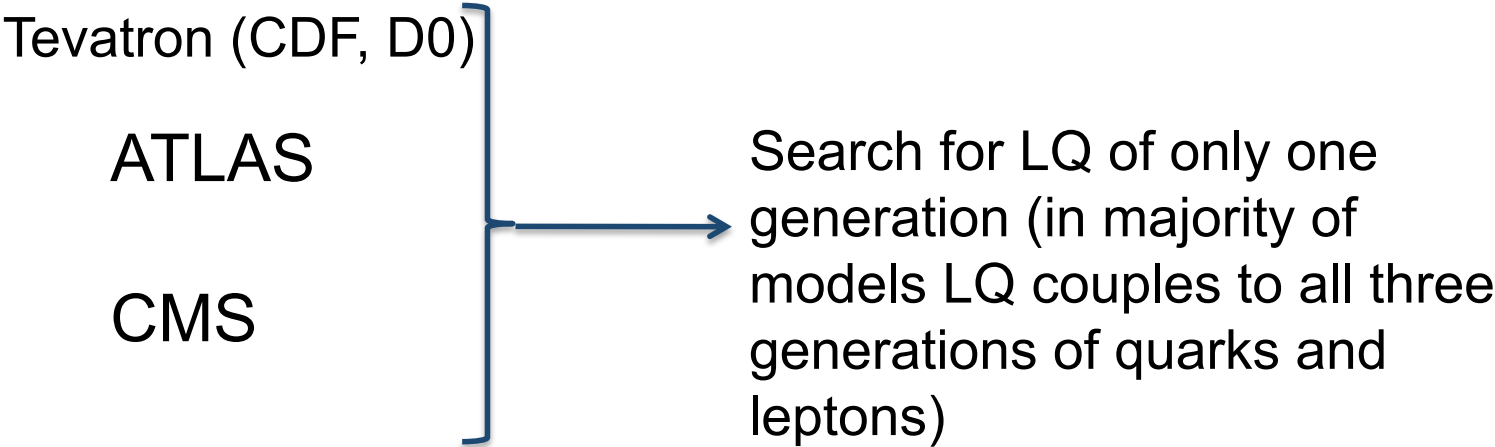 Tevatron (CDF, D0)
ATLAS
CMS
Search for LQ of only one
generation (in majority of
models LQ couples to all three
generations of quarks and
leptons)